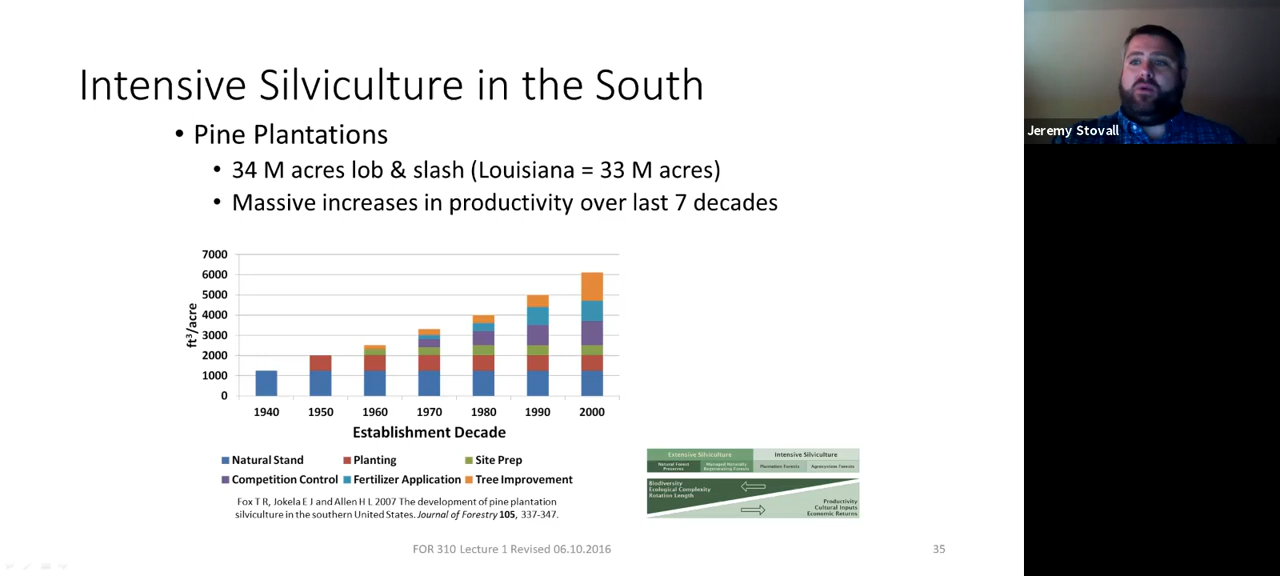 Intensive Silviculture in the South
• Pine Plantations
• 34 M acres lob & slash (Louisiana = 33 M acres)
• Massive increases in productivity over last 7 decades
7000
6000
5000
4000
3000
2000
1000
0
ft³/acre
1940 1950 1960 1970 1980 1990 2000
Establishment Decade
Natural Stand Planting Site Prep
Competition Control Fertilizer Application Tree Improvement
Fox T R, Jokela E J and Allen H L 2007 The development of pine plantation
silviculture in the southern United States. Journal of Forestry 105, 337-347.
Extensive Silviculture Intensive Silviculture
Natural Forest
Preserves
Managed Naturally
Regenerating Forests
Plantation Forests
Agrosystem Forests
Biodiversity
Ecological Complexity
Rotation Length
Productivity
Cultural Inputs
Economic Returns
FOR 310 Lecture 1 Revised 06.10.2016
35
Jeremy Stovall